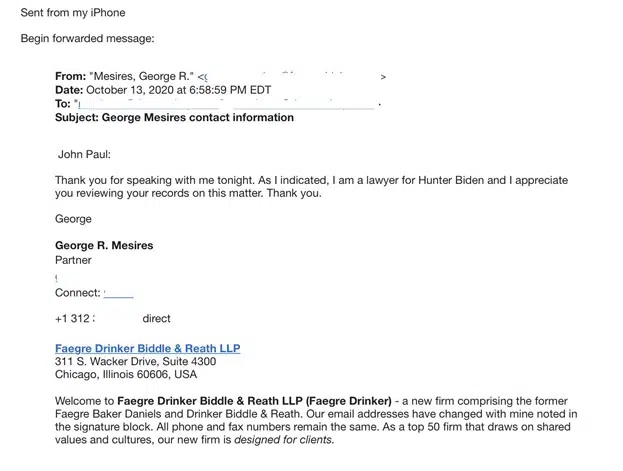 Sent from my iPhone
Begin forwarded message:
From: "Mesires, George R." < >
Date: October 13, 2020 at 6:58:59 PM EDT
To: "
Subject: George Mesires contact information
John Paul:
Thank you for speaking with me tonight. As I indicated, I am a lawyer for Hunter Biden and I appreciate
you reviewing your records on this matter. Thank you.
George
George R. Mesires
Partner
Connect:
+1 312 direct
Faegre Drinker Biddle & Reath LLP
311 S. Wacker Drive, Suite 4300
Chicago, Illinois 60606, USA
Welcome to Faegre Drinker Biddle & Reath LLP (Faegre Drinker) - a new firm comprising the former
Faegre Baker Daniels and Drinker Biddle & Reath. Our email addresses have changed with mine noted in
the signature block. All phone and fax numbers remain the same. As a top 50 firm that draws on shared
values and cultures, our new firm is designed for clients.